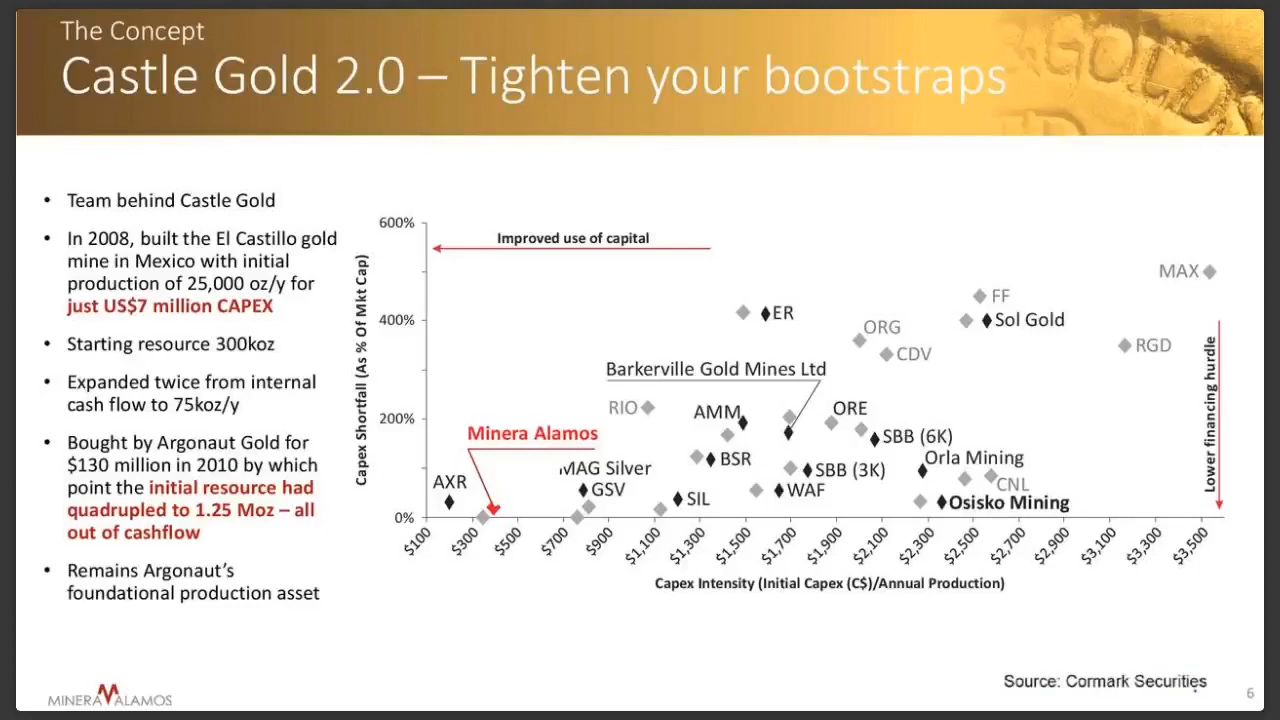 The Concept
Castle Gold 2.0 – Tighten your bootstraps
• Team behind Castle Gold
• In 2008, built the El Castillo gold
mine in Mexico with initial
production of 25,000 oz/y for
just US$7 million CAPEX
• Starting resource 300koz
• Expanded twice from internal
cash flow to 75koz/y
• Bought by Argonaut Gold for
$130 million in 2010 by which
point the initial resource had
quadrupled to 1.25 Moz – all
out of cashflow
• Remains Argonaut's
foundational production asset
Capex Shortfall (As % Of Mkt Cap)
600%
400%
200%
0%
Improved use of capital
MAX
FF
ER
Sol Gold
ORG
CDV
RGD
Barkerville Gold Mines Ltd
RIO
AMM
ORE
Minera Alamos
SBB (6K)
BSR
Orla Mining
MAG Silver
SBB (3K)
AXR
GSV
WAF
CNL
SIL
Osisko Mining
Lower financing hurdle
$100
$300
$500
$700
$900
$1,100
$1,300
$1,500
$1,700
$1,900
$2,100
$2,300
$2,500
$2,700
$2,900
$3,100
$3,300
$3,500
Capex Intensity (Initial Capex (C$)/Annual Production)
Source: Cormark Securities
MINERA ALAMOS
6
GOLD